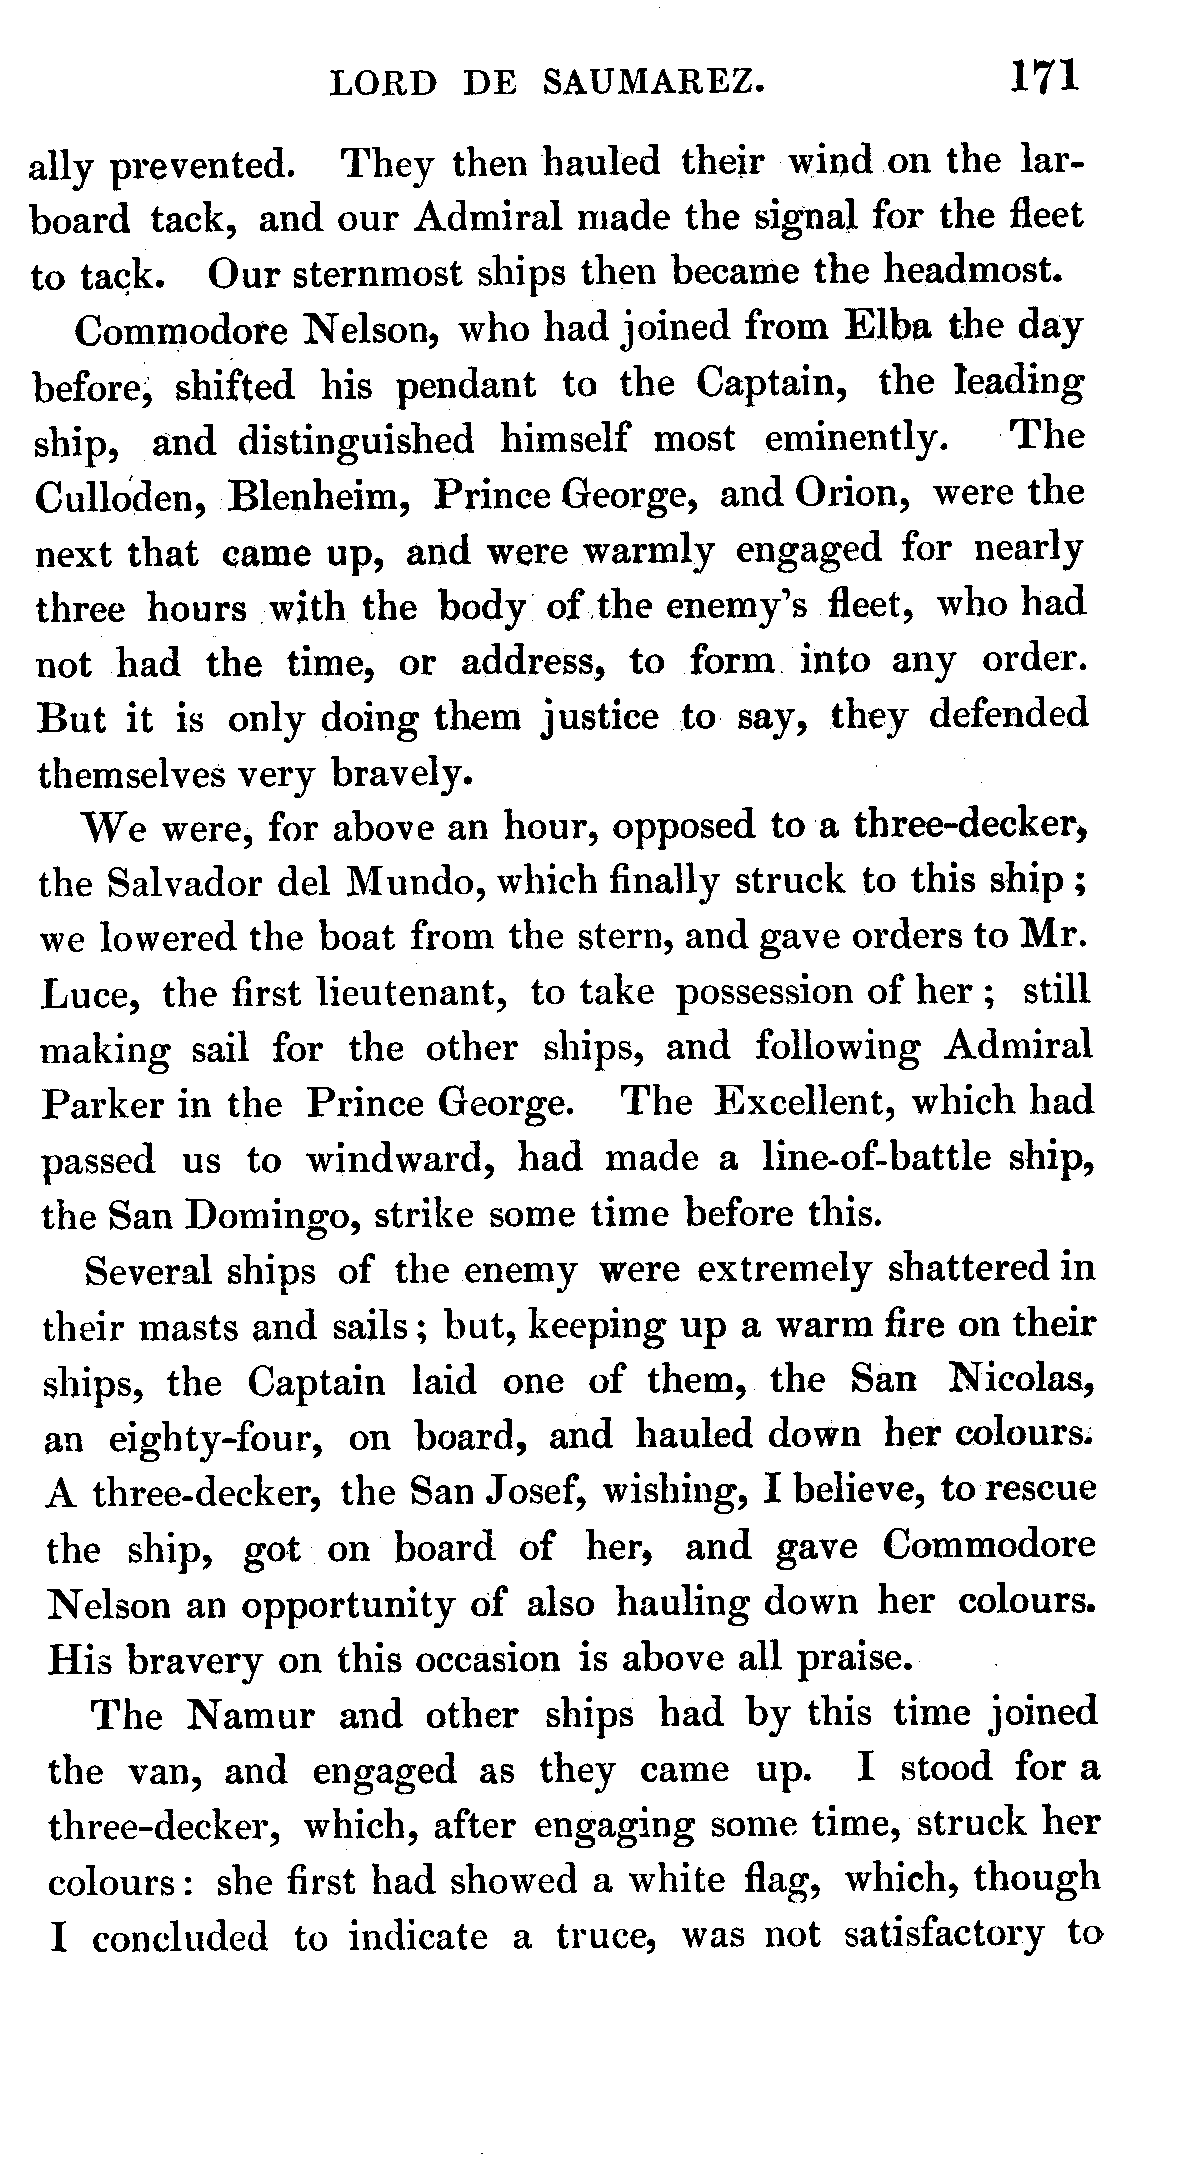 LORD DE SAUMAREZ. 171
ally prevented. They then hauled their wind on the lar-
board tack, and our Admiral made the signal for the fleet
to tack. Our sternmost ships then became the headmost.
Commodore Nelson, who had joined from Elba the day
before, shifted his pendant to the Captain, the leading
ship, and distinguished himself most eminently. The
Culloden, Blenheim, Prince George, and Orion, were the
next that came up, and were warmly engaged for nearly
three hours with the body of the enemy's fleet, who had
not had the time, or address, to form into any order.
But it is only doing them justice to say, they defended
themselves very bravely.
We were, for above an hour, opposed to a three-decker,
the Salvador del Mundo, which finally struck to this ship ;
we lowered the boat from the stern, and gave orders to Mr.
Luce, the first lieutenant, to take possession of her ; still
making sail for the other ships, and following Admiral
Parker in the Prince George. The Excellent, which had
passed us to windward, had made a line-of-battle ship,
the San Domingo, strike some time before this.
Several ships of the enemy were extremely shattered in
their masts and sails ; but, keeping up a warm fire on their
ships, the Captain laid one of them, the San Nicolas,
an eighty-four, on board, and hauled down her colours.
A three-decker, the San Josef, wishing, I believe, to rescue
the ship, got on board of her, and gave Commodore
Nelson an opportunity of also hauling down her colours.
His bravery on this occasion is above all praise.
The Namur and other ships had by this time joined
the van, and engaged as they came up. I stood for a
three-decker, which, after engaging some time, struck her
colours : she first had showed a white flag, which, though
I concluded to indicate a truce, was not satisfactory to